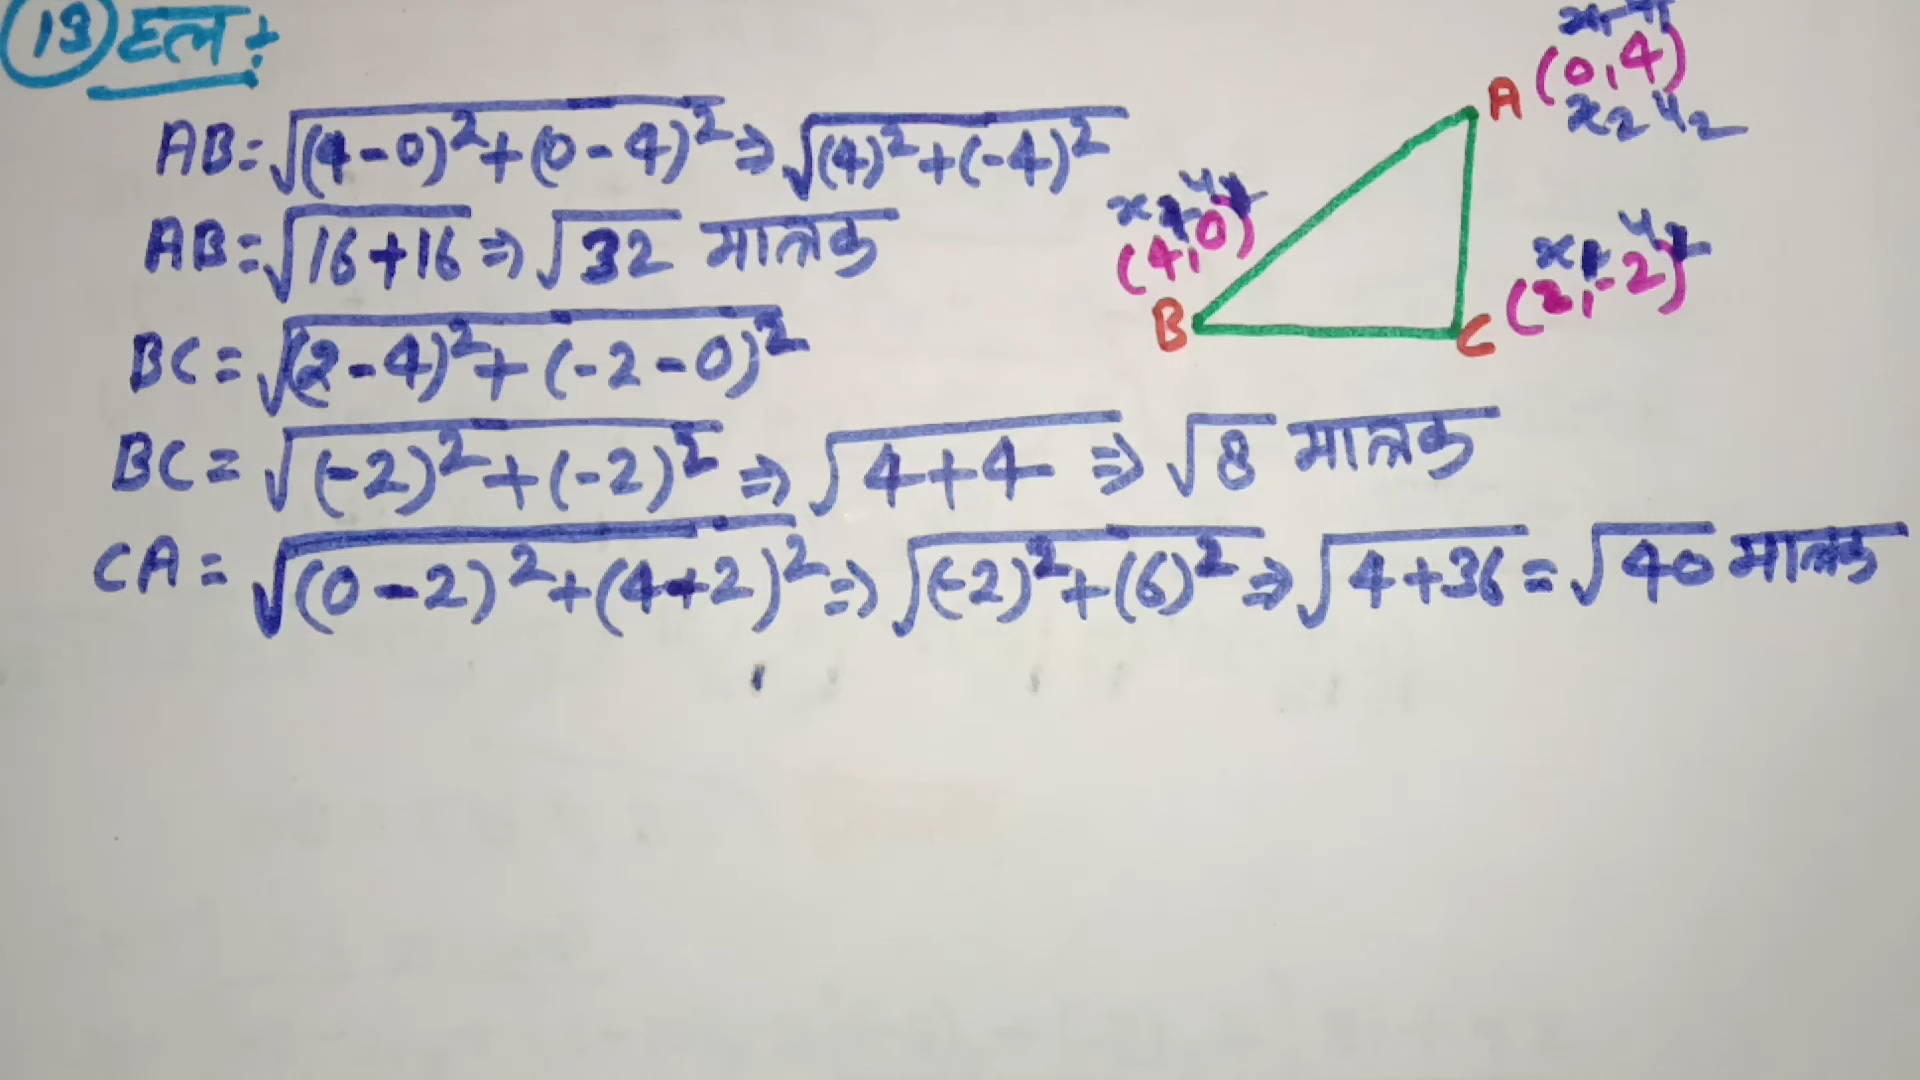 13 हल÷
AB=√(4-0)²+(0-4)² ⇒ √(4)²+(-4)²
AB=√16+16 ⇒ √32 मात्रक
BC=√(2-4)²+(-2-0)²
BC=√(-2)²+(-2)² ⇒ √4+4 ⇒ √8 मात्रक
CA=√(0-2)²+(4+2)² ⇒ √(-2)²+(6)² ⇒ √4+36 = √40 मात्रक
x₁ y₁
A (0,4)
x₂ y₂
(4,0)
B
(2,-2)
C